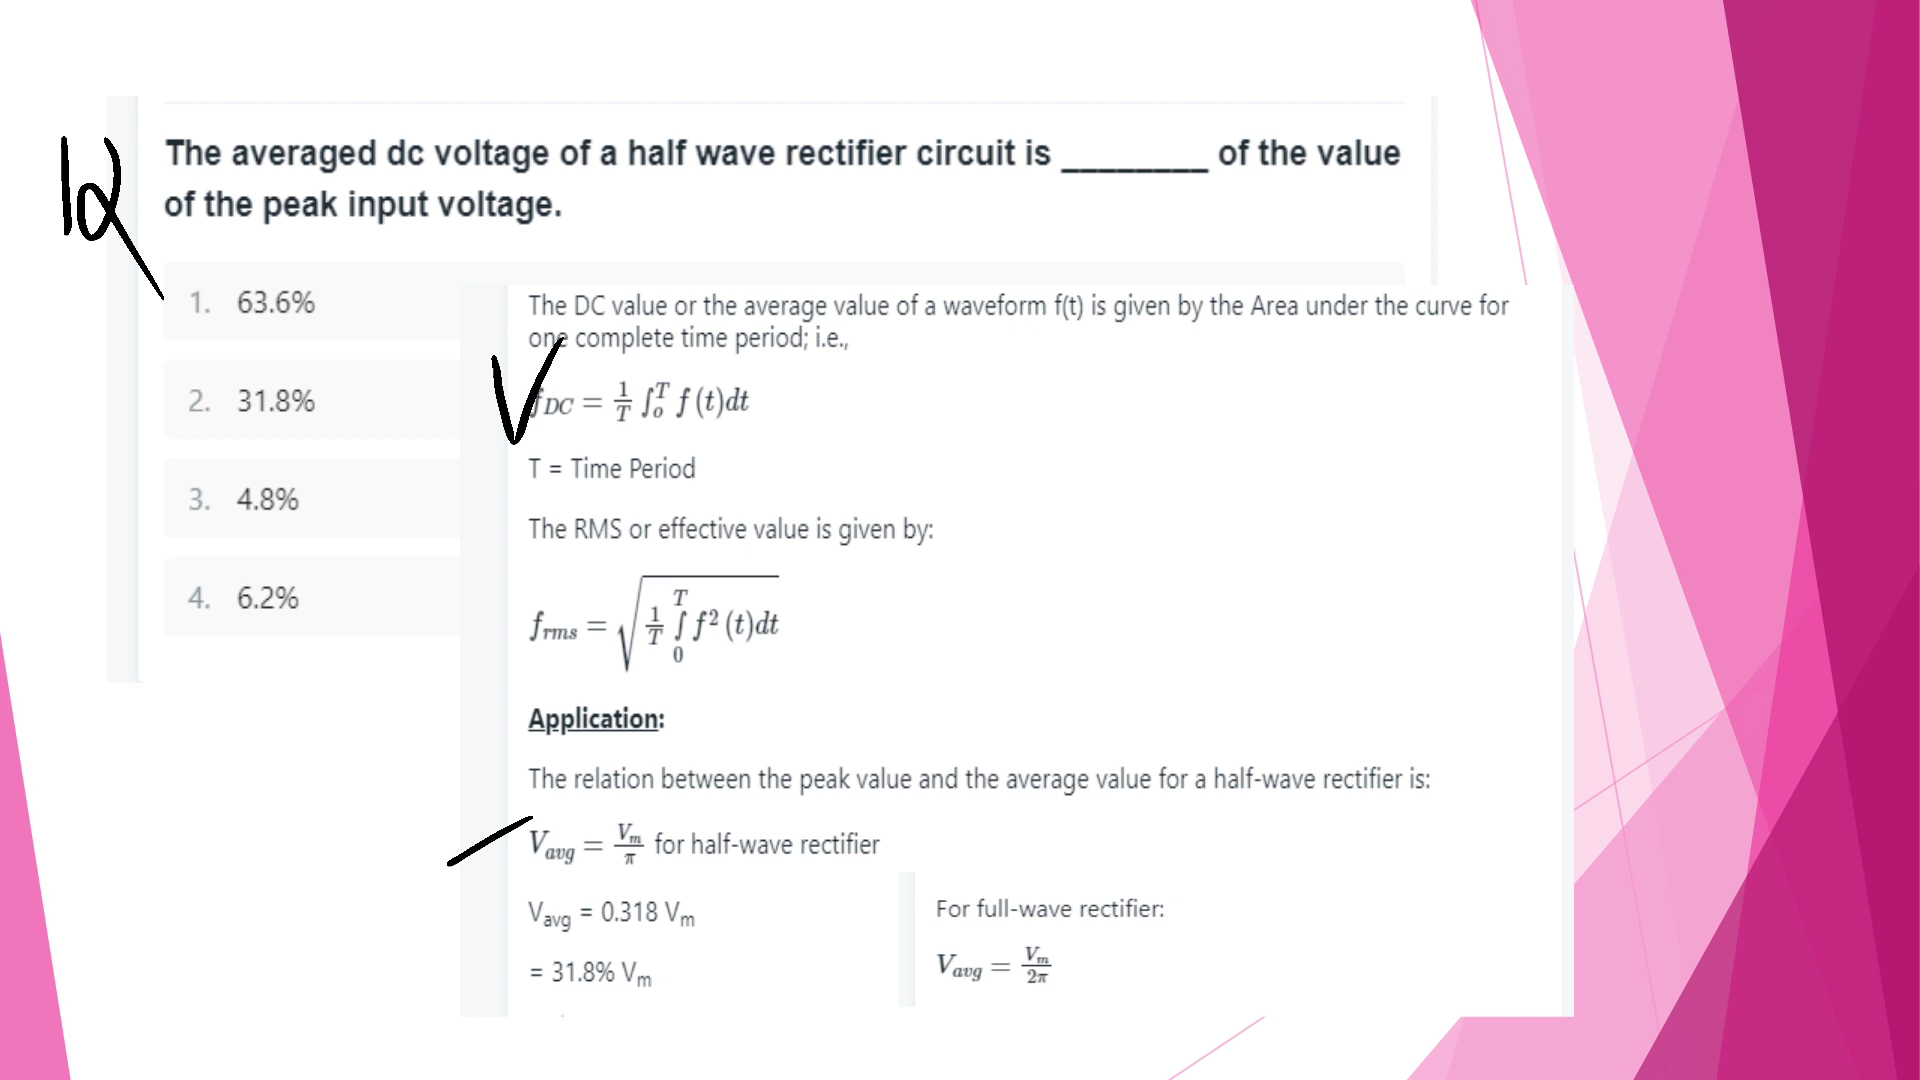 The averaged dc voltage of a half wave rectifier circuit is ________ of the value
of the peak input voltage.
1. 63.6%
2. 31.8%
3. 4.8%
4. 6.2%
The DC value or the average value of a waveform f(t) is given by the Area under the curve for
one complete time period; i.e.,
f_DC = 1/T ∫_o^T f (t)dt
T = Time Period
The RMS or effective value is given by:
f_rms = √(1/T ∫_0^T f² (t)dt)
Application:
The relation between the peak value and the average value for a half-wave rectifier is:
V_avg = V_m/π for half-wave rectifier
V_avg = 0.318 V_m
= 31.8% V_m
For full-wave rectifier:
V_avg = V_m/2π